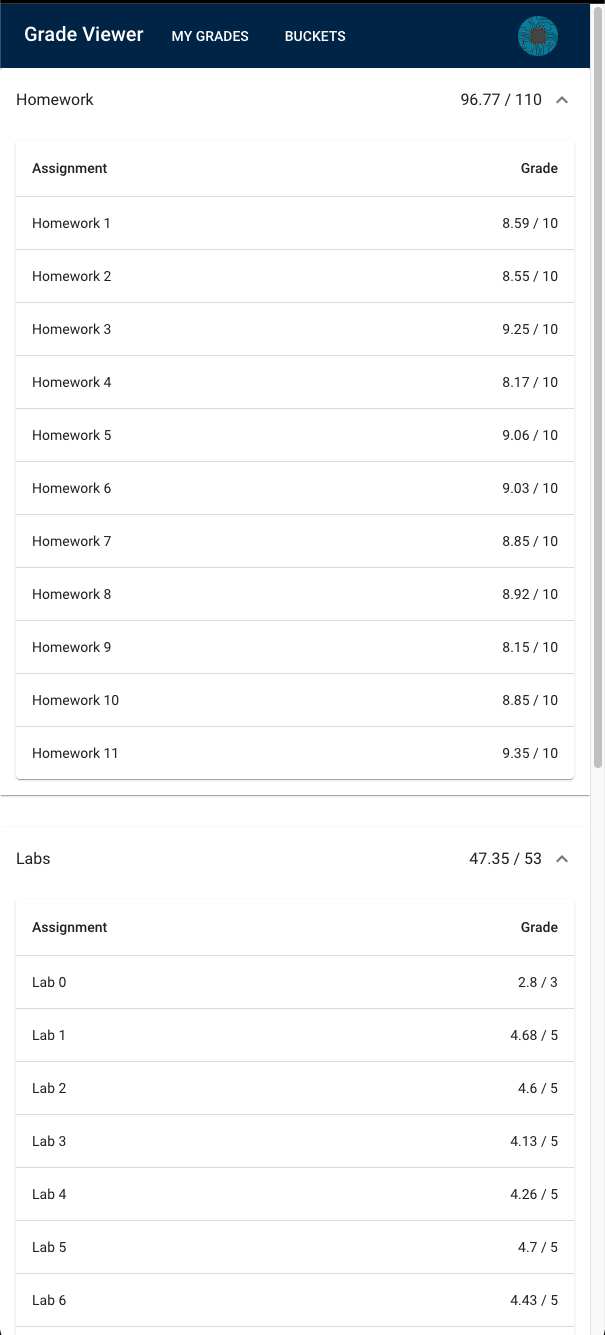 Grade Viewer MY GRADES BUCKETS
Homework 96.77 / 110
Assignment Grade
Homework 1 8.59 / 10
Homework 2 8.55 / 10
Homework 3 9.25 / 10
Homework 4 8.17 / 10
Homework 5 9.06 / 10
Homework 6 9.03 / 10
Homework 7 8.85 / 10
Homework 8 8.92 / 10
Homework 9 8.15 / 10
Homework 10 8.85 / 10
Homework 11 9.35 / 10
Labs 47.35 / 53
Assignment Grade
Lab 0 2.8 / 3
Lab 1 4.68 / 5
Lab 2 4.6 / 5
Lab 3 4.13 / 5
Lab 4 4.26 / 5
Lab 5 4.7 / 5
Lab 6 4.43 / 5